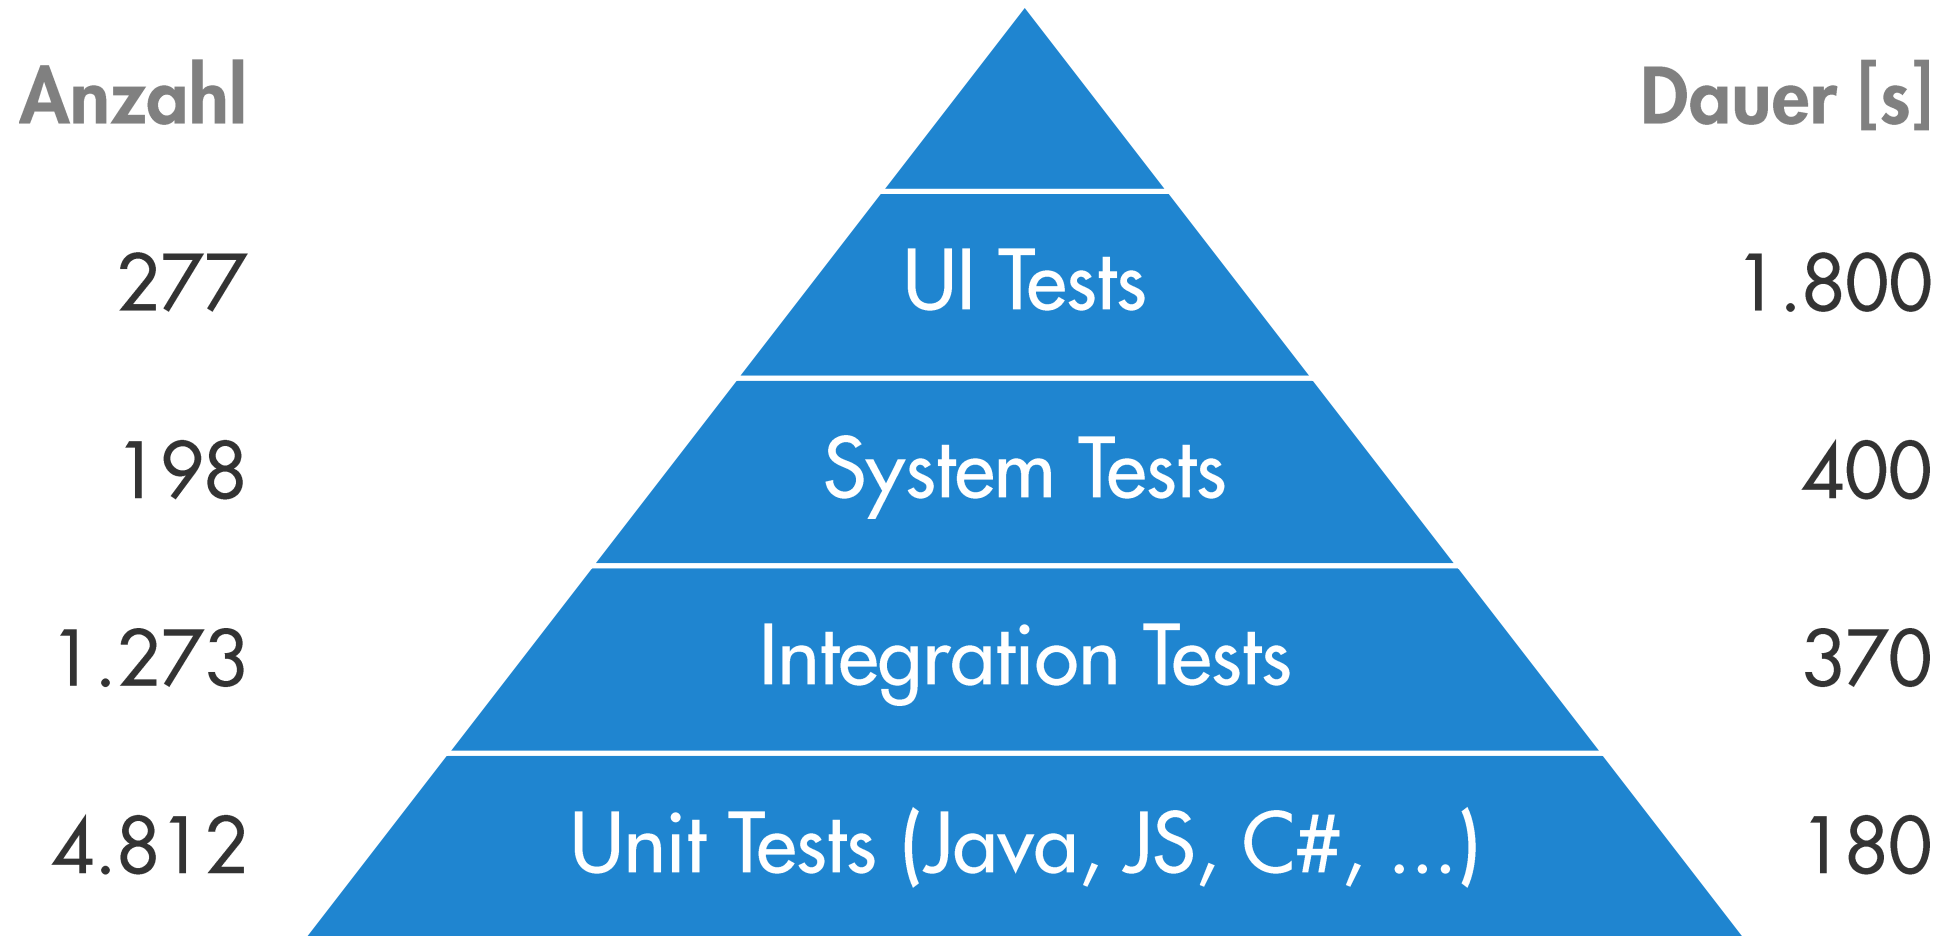 Anzahl Dauer [s]
277 UI Tests 1.800
198 System Tests 400
1.273 Integration Tests 370
4.812 Unit Tests (Java, JS, C#, ...) 180